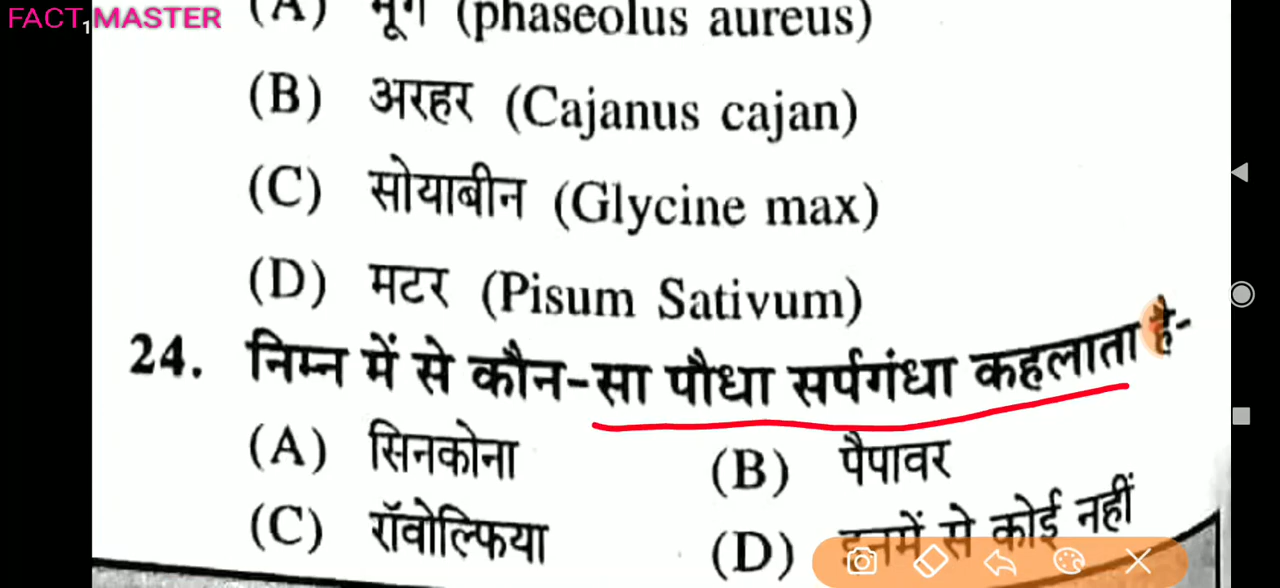 FACT MASTER
(A) मूंग (phaseolus aureus)
(B) अरहर (Cajanus cajan)
(C) सोयाबीन (Glycine max)
(D) मटर (Pisum Sativum)
24. निम्न में से कौन-सा पौधा सर्पगंधा कहलाता है-
(A) सिनकोना (B) पैपावर
(C) रॉवोल्फिया (D) इनमें से कोई नहीं